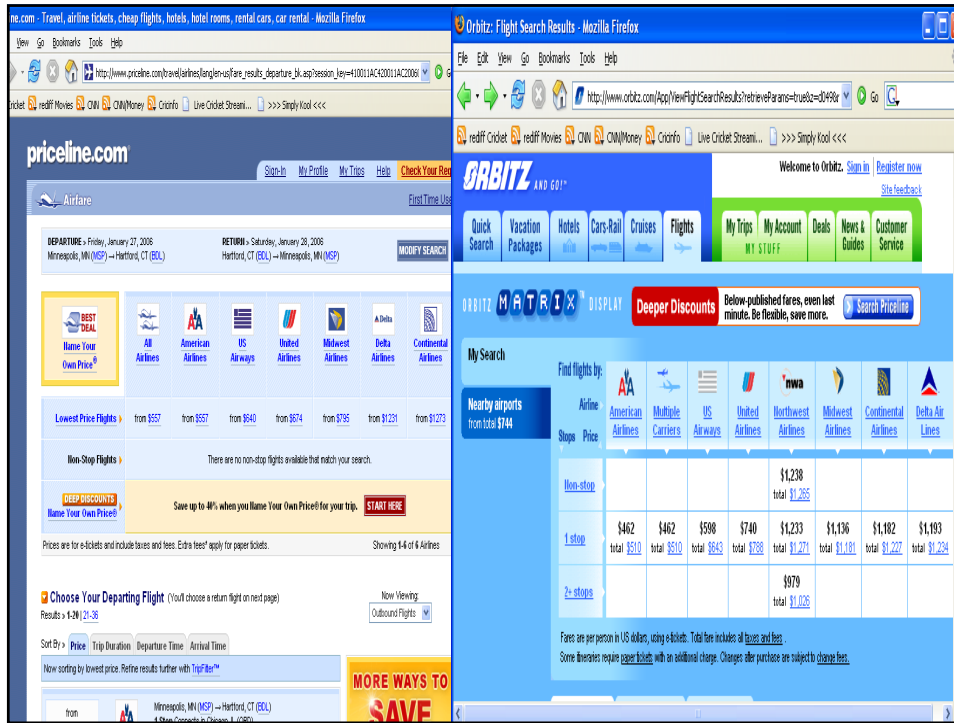 ne.com - Travel, airline tickets, cheap flights, hotels, hotel rooms, rental cars, car rental - Mozilla Firefox
View Go Bookmarks Tools Help
http://www.priceline.com/travel/airlines/lang/en-us/fare_results_departure_bk.asp?session_key=410011AC420011AC20060
Cricket rediff Movies CNN CNN/Money Cricinfo Live Cricket Streami... >>> Simply Kool <<<
priceline.com
Sign-In My Profile My Trips Help Check Your Req
Airfare
First Time Use
DEPARTURE > Friday, January 27, 2006
Minneapolis, MN (MSP) → Hartford, CT (BDL)
RETURN > Saturday, January 28, 2006
Hartford, CT (BDL) → Minneapolis, MN (MSP)
MODIFY SEARCH
BEST DEAL
Name Your
Own Price®
All Airlines
American Airlines
US Airways
United Airlines
Midwest Airlines
Delta
Delta Airlines
Continental Airlines
Lowest Price Flights from $557 from $557 from $640 from $674 from $795 from $1231 from $1273
Non-Stop Flights There are no non-stop flights available that match your search.
DEEP DISCOUNTS
Name Your Own Price®
Save up to 40% when you Name Your Own Price® for your trip. START HERE
Prices are for e-tickets and include taxes and fees. Extra fees* apply for paper tickets. Showing 1-6 of 6 Airlines
Choose Your Departing Flight (You'll choose a return flight on next page)
Results > 1-20 | 21-36
Now Viewing:
Outbound Flights
Sort By > Price Trip Duration Departure Time Arrival Time
Now sorting by lowest price. Refine results further with TripFilter™
MORE WAYS TO
SAVE
from
Minneapolis, MN (MSP) → Hartford, CT (BDL)
1 Stop Connects in Chicago, IL (ORD)
Orbitz: Flight Search Results - Mozilla Firefox
File Edit View Go Bookmarks Tools Help
http://www.orbitz.com/App/ViewFlightSearchResults?retrieveParams=true&z=d049&r
Go
rediff Cricket rediff Movies CNN CNN/Money Cricinfo Live Cricket Streami... >>> Simply Kool <<<
ORBITZ AND GO!™
Welcome to Orbitz. Sign in | Register now
Site feedback
Quick Search
Vacation Packages
Hotels
Cars-Rail
Cruises
Flights
My Trips
My Account
MY STUFF
Deals
News & Guides
Customer Service
ORBITZ MATRIX™ DISPLAY
Deeper Discounts
Below-published fares, even last
minute. Be flexible, save more.
Search Priceline
My Search
Nearby airports
from total $744
Find flights by:
Airline
Stops Price
AA
American Airlines
Multiple Carriers
US Airways
United Airlines
nwa
Northwest Airlines
Midwest Airlines
Continental Airlines
Delta Air Lines
Non-stop
$1,238
total $1,265
1 stop
$462 $462 $598 $740 $1,233 $1,136 $1,182 $1,193
total $510 total $510 total $643 total $788 total $1,271 total $1,181 total $1,227 total $1,234
2+ stops
$979
total $1,026
Fares are per person in US dollars, using e-tickets. Total fare includes all taxes and fees .
Some itineraries require paper tickets with an additional charge. Changes after purchase are subject to change fees.